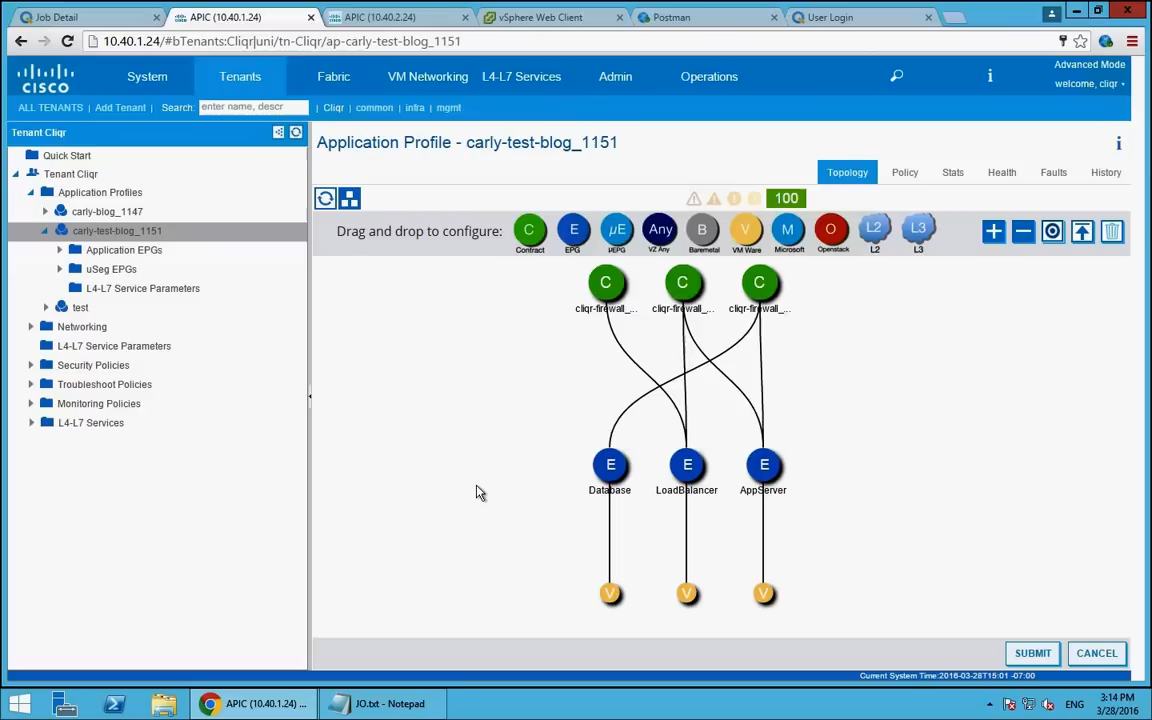 Job Detail
APIC (10.40.1.24)
APIC (10.40.2.24)
vSphere Web Client
Postman
User Login
10.40.1.24/#bTenants:Cliqr|uni/tn-Cliqr/ap-carly-test-blog_1151
CISCO
System
Tenants
Fabric
VM Networking
L4-L7 Services
Admin
Operations
i
Advanced Mode
welcome, cliqr
ALL TENANTS | Add Tenant | Search: enter name, descr | Cliqr | common | infra | mgmt
Tenant Cliqr
Quick Start
Tenant Cliqr
Application Profiles
carly-blog_1147
carly-test-blog_1151
Application EPGs
uSeg EPGs
L4-L7 Service Parameters
test
Networking
L4-L7 Service Parameters
Security Policies
Troubleshoot Policies
Monitoring Policies
L4-L7 Services
Application Profile - carly-test-blog_1151
i
Topology
Policy
Stats
Health
Faults
History
100
Drag and drop to configure:
C
Contract
E
EPG
µE
µEPG
Any
VZ Any
B
Baremetal
V
VM Ware
M
Microsoft
O
Openstack
L2
L2
L3
L3
C
C
C
cliqr-firewall_...
cliqr-firewall_...
cliqr-firewall_...
E
E
E
Database
LoadBalancer
AppServer
V
V
V
SUBMIT
CANCEL
Current System Time:2016-03-28T15:01 -07:00
APIC (10.40.1.24) ...
JO.txt - Notepad
ENG
3:14 PM
3/28/2016